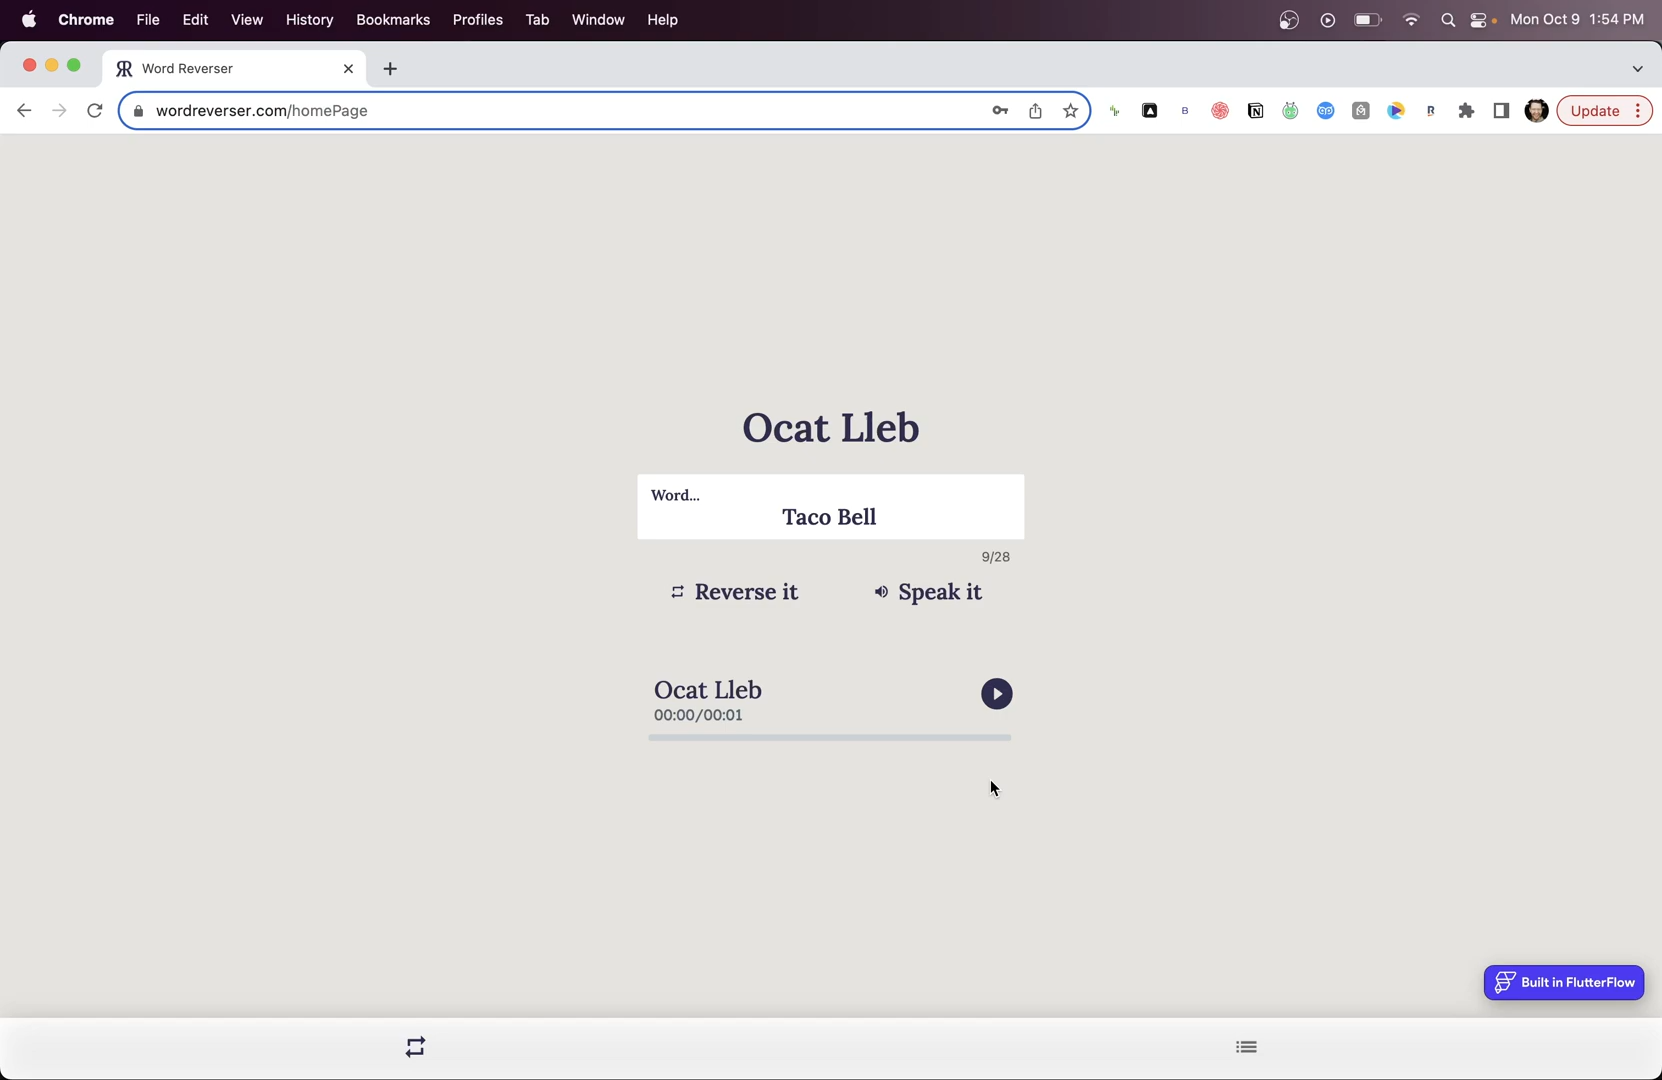 Chrome File Edit View History Bookmarks Profiles Tab Window Help Mon Oct 9 1:54 PM
Word Reverser
wordreverser.com/homePage Update
Ocat Lleb
Word...
Taco Bell
9/28
Reverse it Speak it
Ocat Lleb
00:00/00:01
Built in FlutterFlow